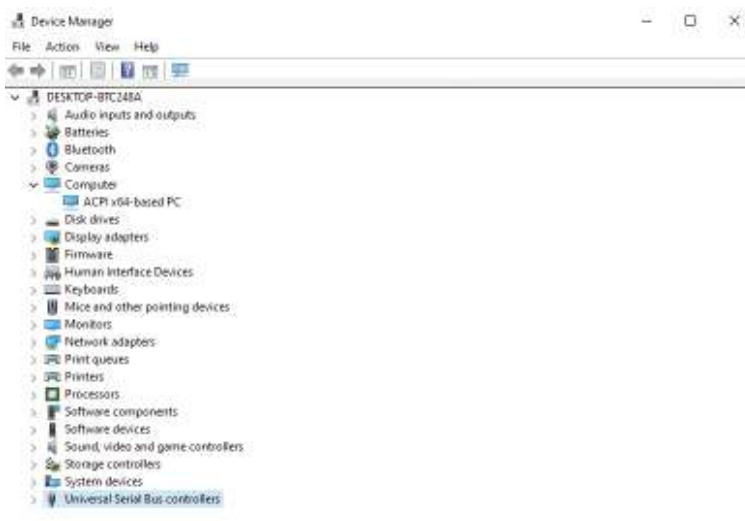 Device Manager
File Action View Help
DESKTOP-BTC248A
Audio inputs and outputs
Batteries
Bluetooth
Cameras
Computer
ACPI x64-based PC
Disk drives
Display adapters
Firmware
Human Interface Devices
Keyboards
Mice and other pointing devices
Monitors
Network adapters
Print queues
Printers
Processors
Software components
Software devices
Sound, video and game controllers
Storage controllers
System devices
Universal Serial Bus controllers